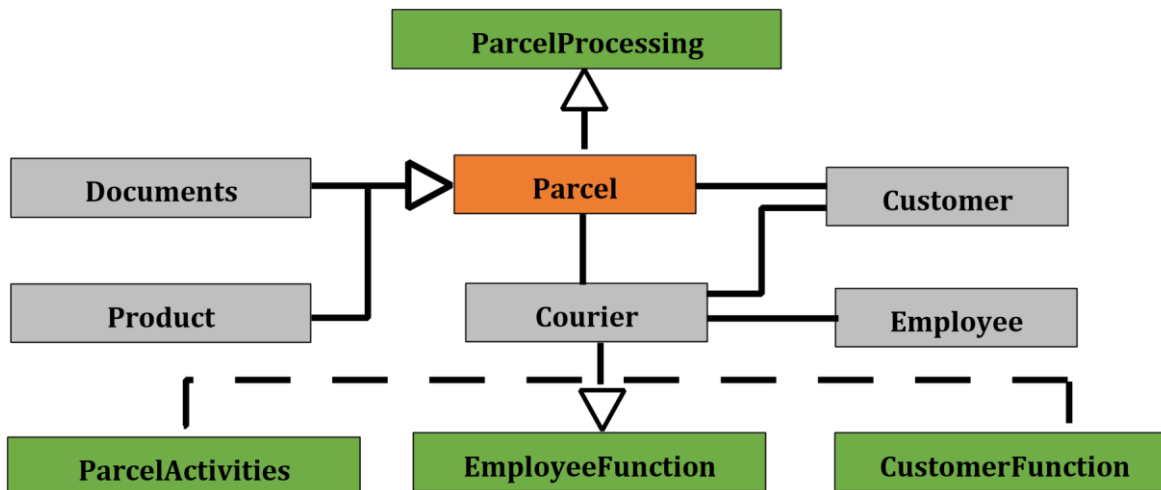 ParcelProcessing
Documents
Parcel
Customer
Product
Courier
Employee
ParcelActivities
EmployeeFunction
CustomerFunction